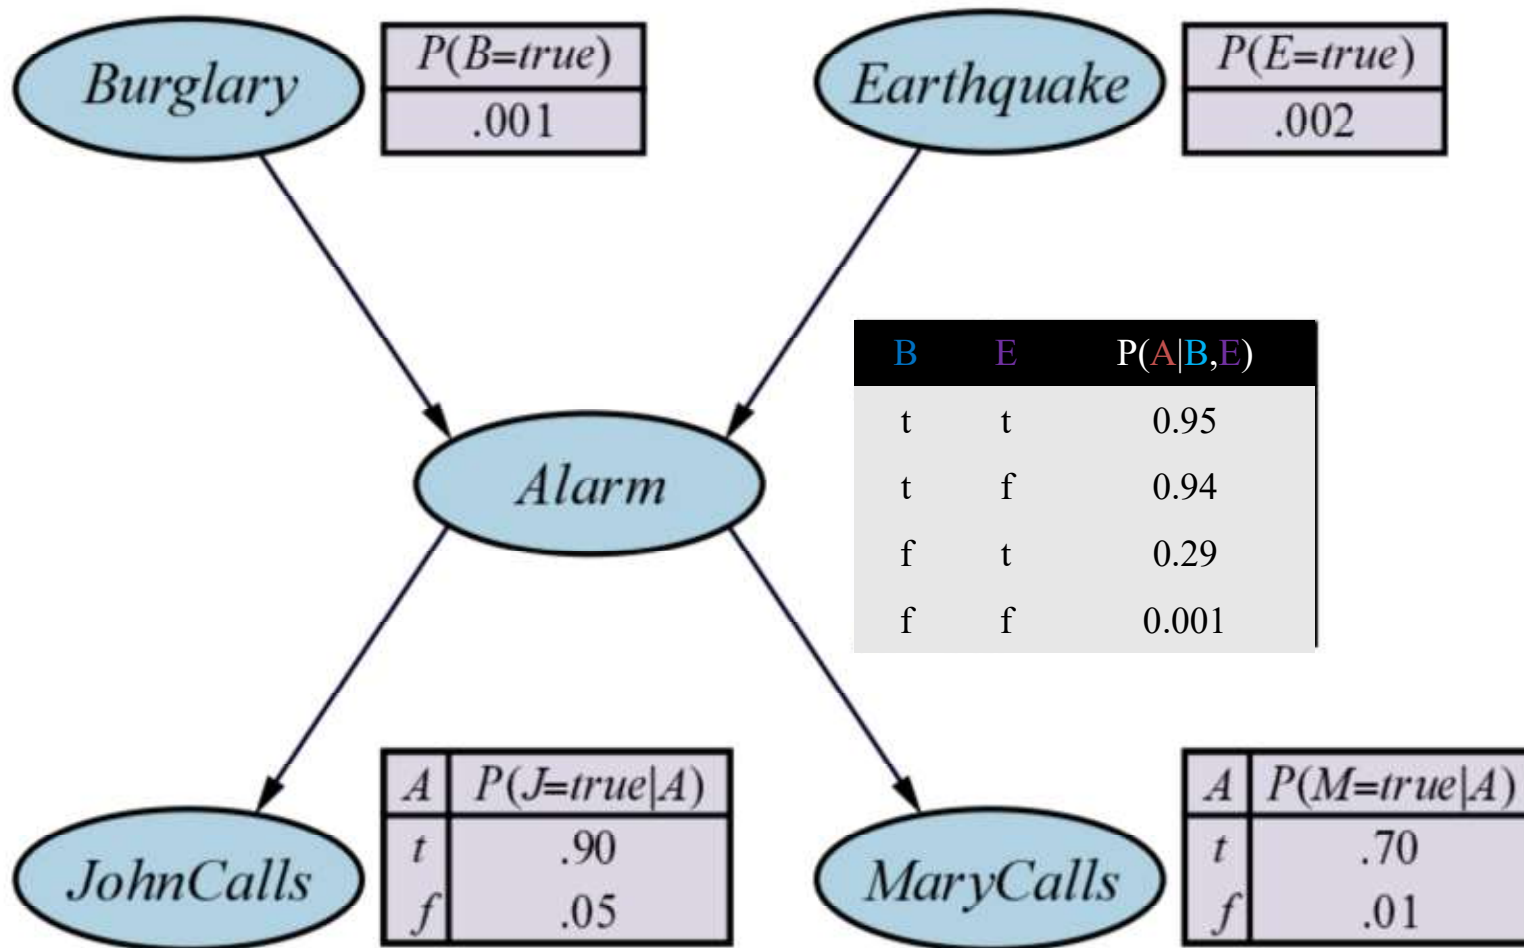 Burglary
P(B=true)
.001
Earthquake
P(E=true)
.002
B E P(A|B,E)
t t 0.95
t f 0.94
f t 0.29
f f 0.001
Alarm
A P(J=true|A)
t .90
f .05
JohnCalls
A P(M=true|A)
t .70
f .01
MaryCalls